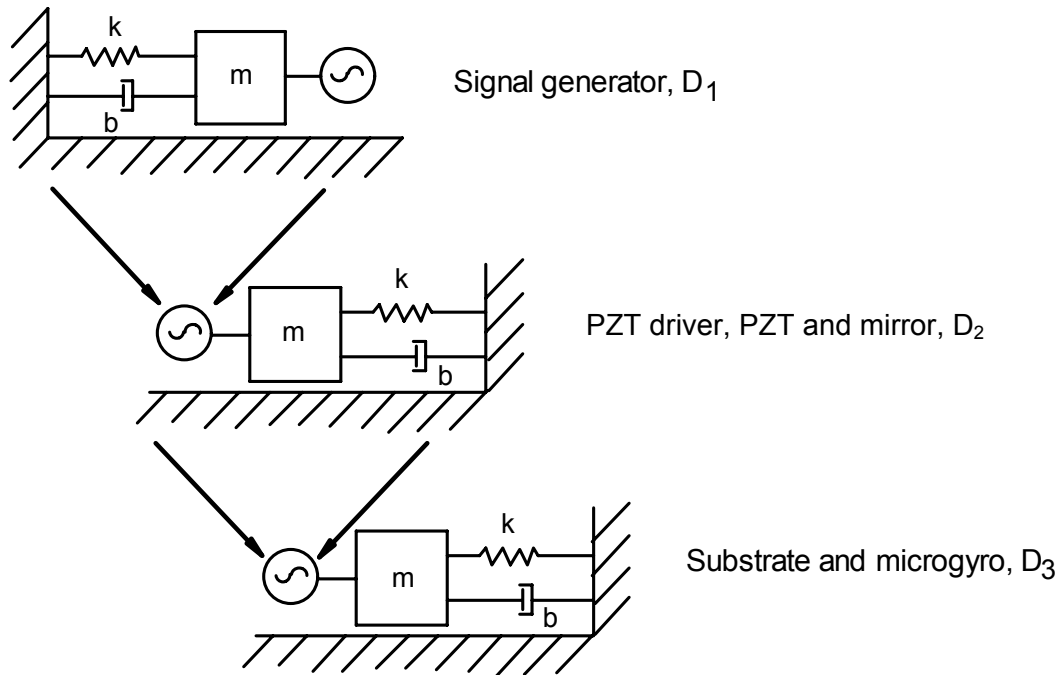 k
m
b
Signal generator, D1
k
m
b
PZT driver, PZT and mirror, D2
k
m
b
Substrate and microgyro, D3